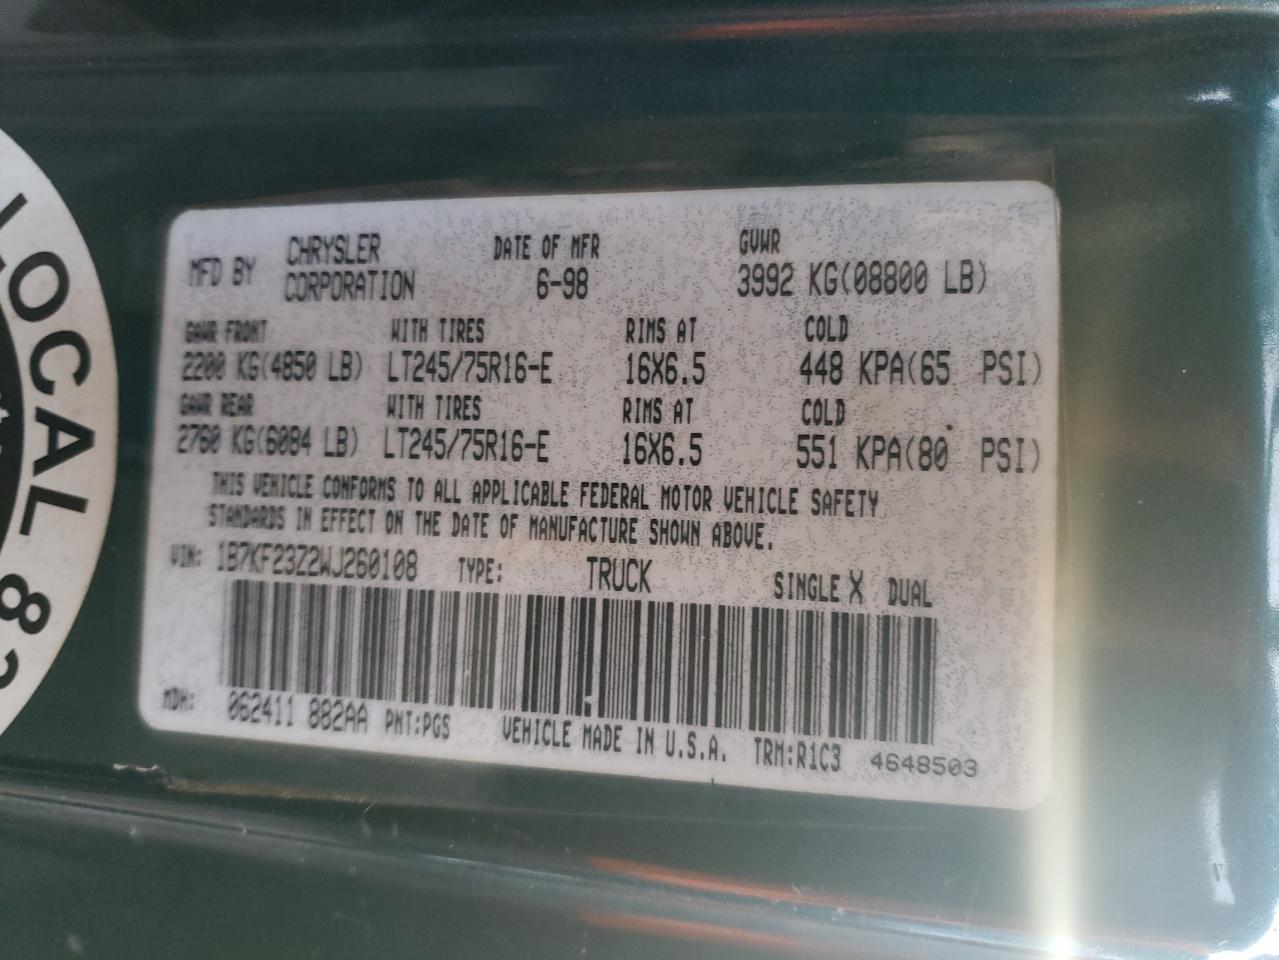 LOCAL 82
MFD BY CHRYSLER CORPORATION DATE OF MFR 6-98 GVWR 3992 KG(08800 LB)
GAWR FRONT WITH TIRES RIMS AT COLD
2200 KG(4850 LB) LT245/75R16-E 16X6.5 448 KPA(65 PSI)
GAWR REAR WITH TIRES RIMS AT COLD
2760 KG(6084 LB) LT245/75R16-E 16X6.5 551 KPA(80 PSI)
THIS VEHICLE CONFORMS TO ALL APPLICABLE FEDERAL MOTOR VEHICLE SAFETY
STANDARDS IN EFFECT ON THE DATE OF MANUFACTURE SHOWN ABOVE.
VIN: 1B7KF23Z2WJ260108 TYPE: TRUCK SINGLE X DUAL
MDH: 062411 882AA PNT:PGS VEHICLE MADE IN U.S.A. TRM:R1C3 4648503